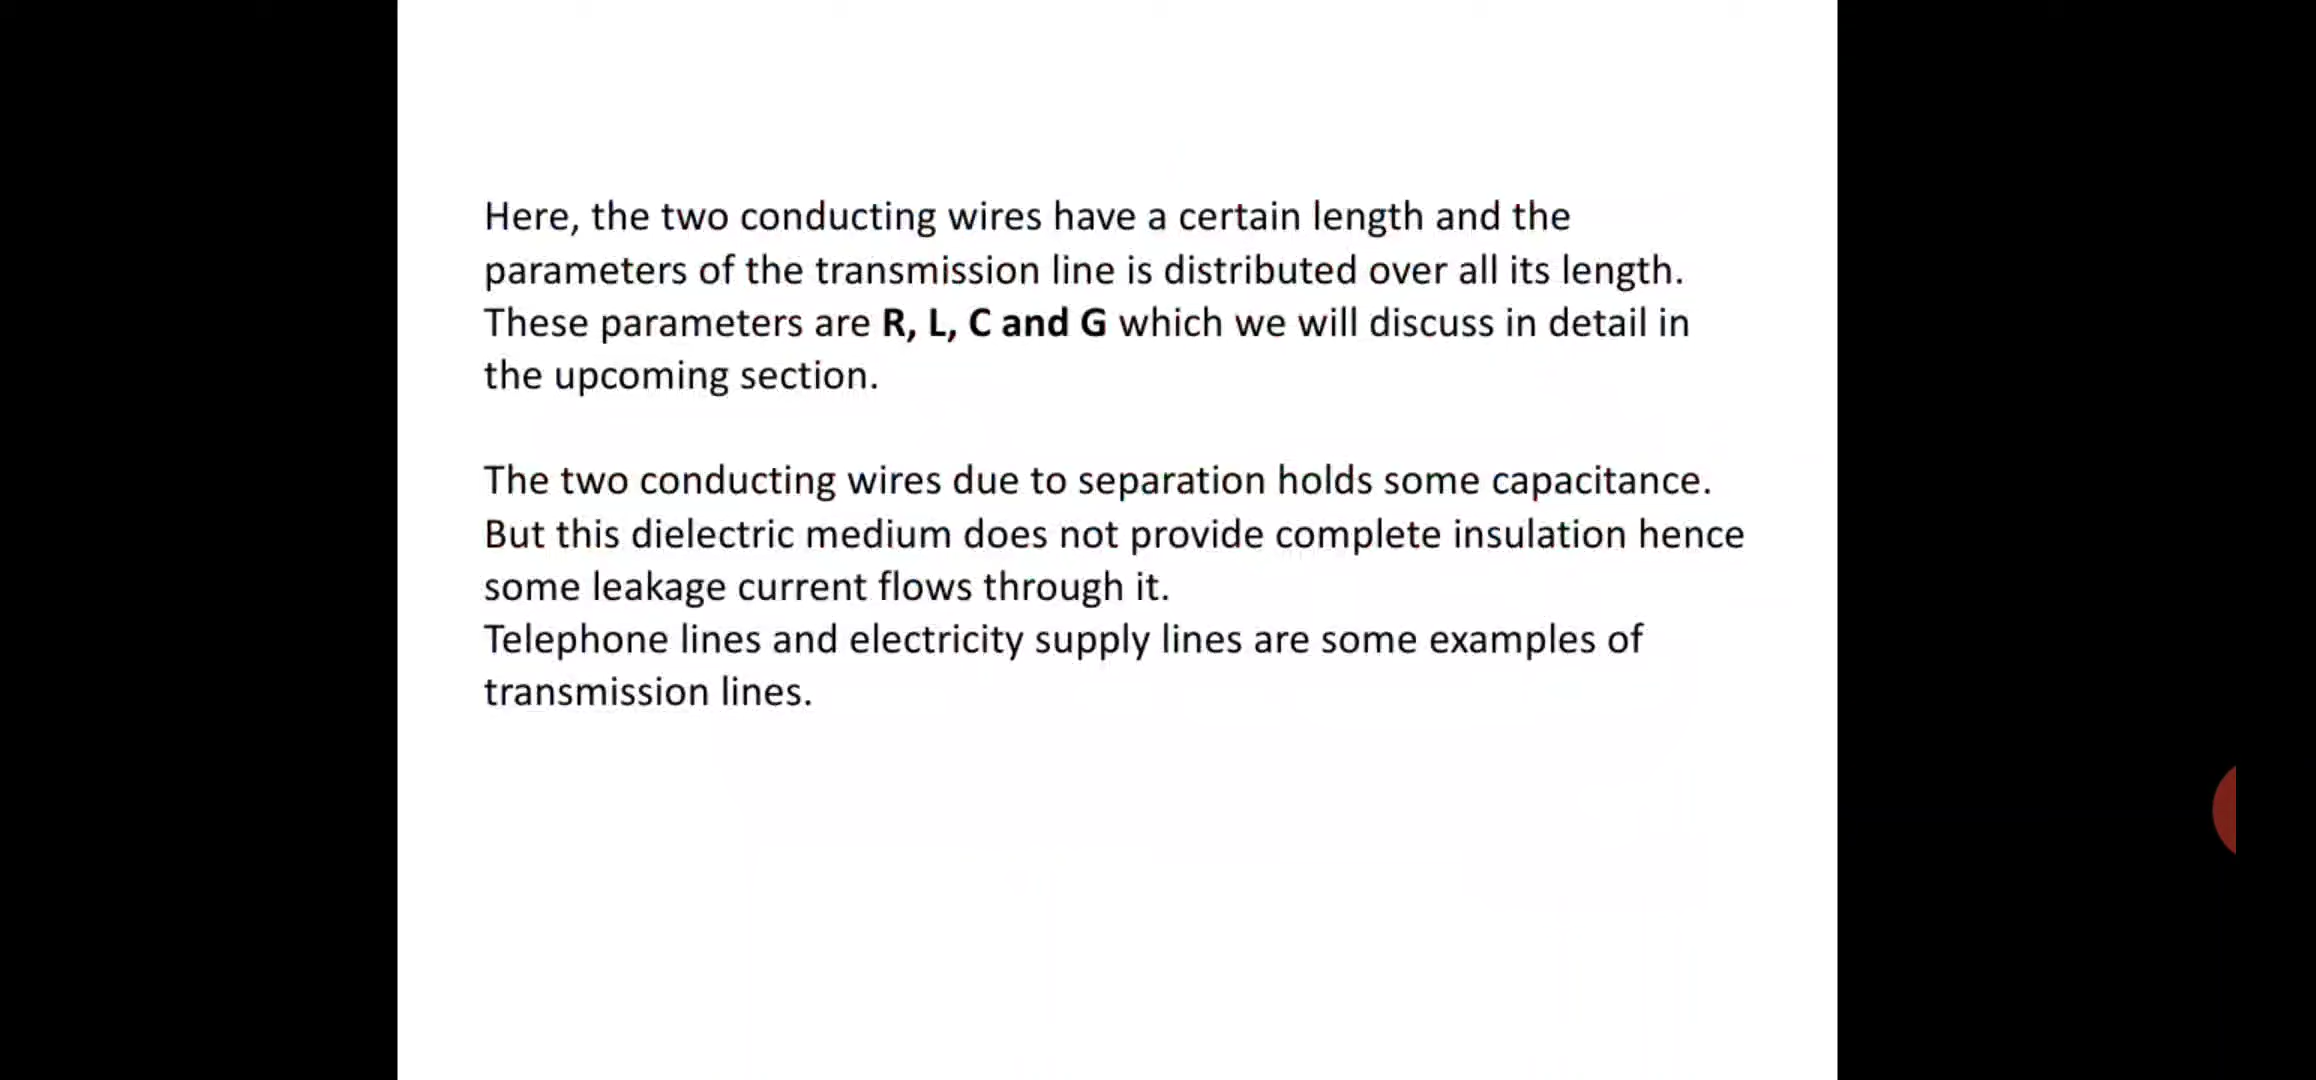 Here, the two conducting wires have a certain length and the
parameters of the transmission line is distributed over all its length.
These parameters are R, L, C and G which we will discuss in detail in
the upcoming section.
The two conducting wires due to separation holds some capacitance.
But this dielectric medium does not provide complete insulation hence
some leakage current flows through it.
Telephone lines and electricity supply lines are some examples of
transmission lines.